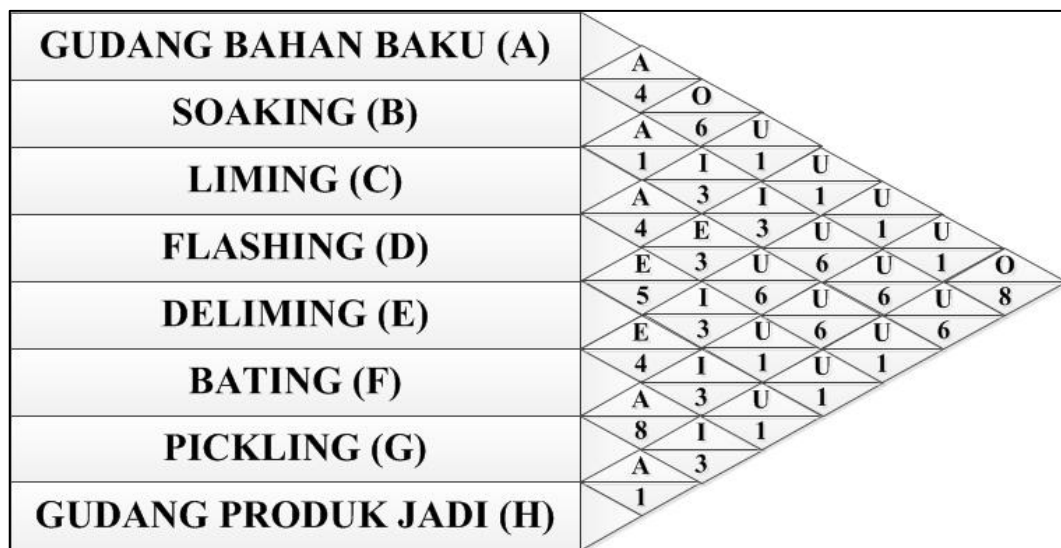 GUDANG BAHAN BAKU (A)
A
4 O
SOAKING (B)
A 6 U
1 I 1 U
LIMING (C)
A 3 I 1 U
4 E 3 U 1 U
FLASHING (D)
E 3 U 6 U 1 O
5 I 6 U 6 U 8
DELIMING (E)
E 3 U 6 U 6
4 I 1 U 1
BATING (F)
A 3 U 1
8 I 1
PICKLING (G)
A 3
1
GUDANG PRODUK JADI (H)